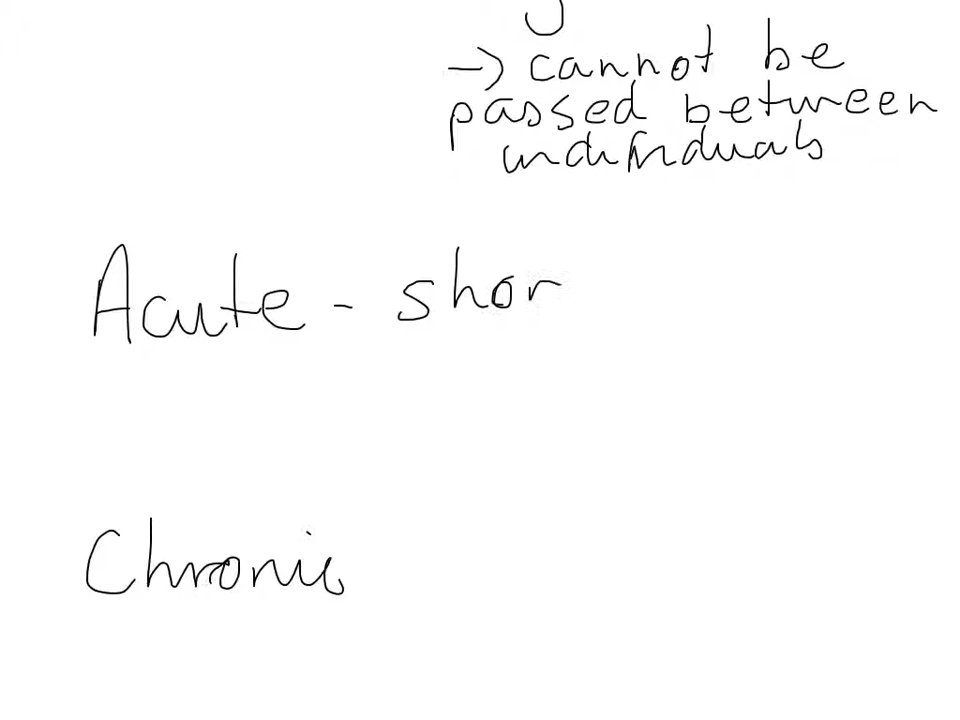 → cannot be
passed between
individuals
Acute - shor
Chronic